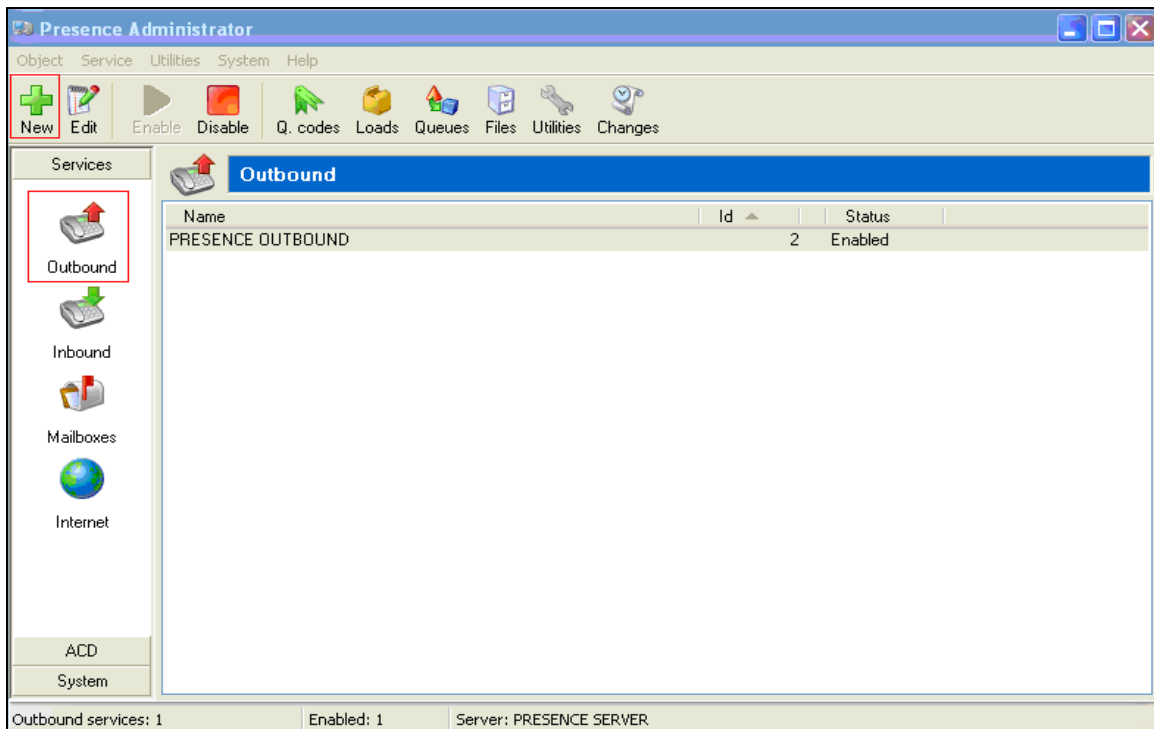 Presence Administrator
Object Service Utilities System Help
New Edit Enable Disable Q. codes Loads Queues Files Utilities Changes
Services
Outbound
Inbound
Mailboxes
Internet
ACD
System
Outbound
Name Id Status
PRESENCE OUTBOUND 2 Enabled
Outbound services: 1 Enabled: 1 Server: PRESENCE SERVER